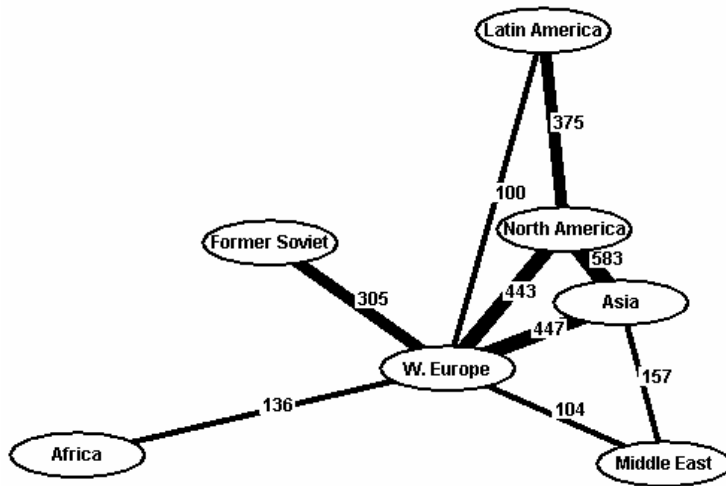 Latin America
375
100
North America
Former Soviet
583
443
305
Asia
447
W. Europe
157
136
104
Africa
Middle East